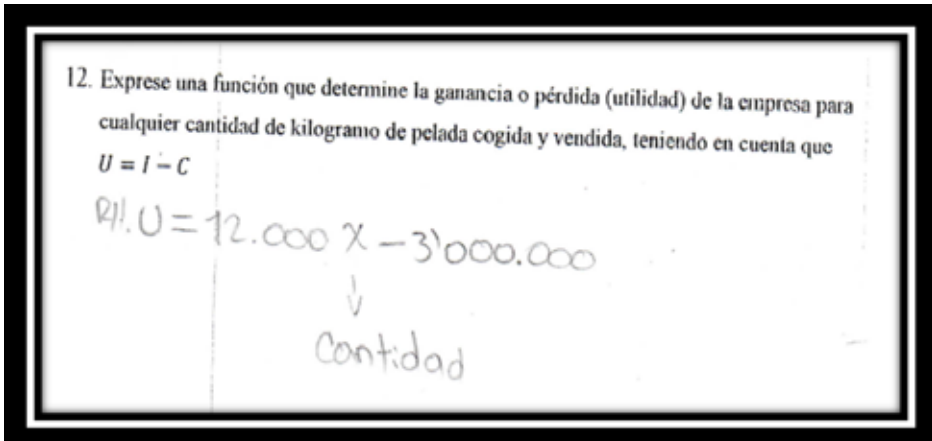 12. Exprese una función que determine la ganancia o pérdida (utilidad) de la empresa para
cualquier cantidad de kilogramo de pelada cogida y vendida, teniendo en cuenta que
U = I - C
R//. U = 12.000 X - 3'000.000
↓
Cantidad